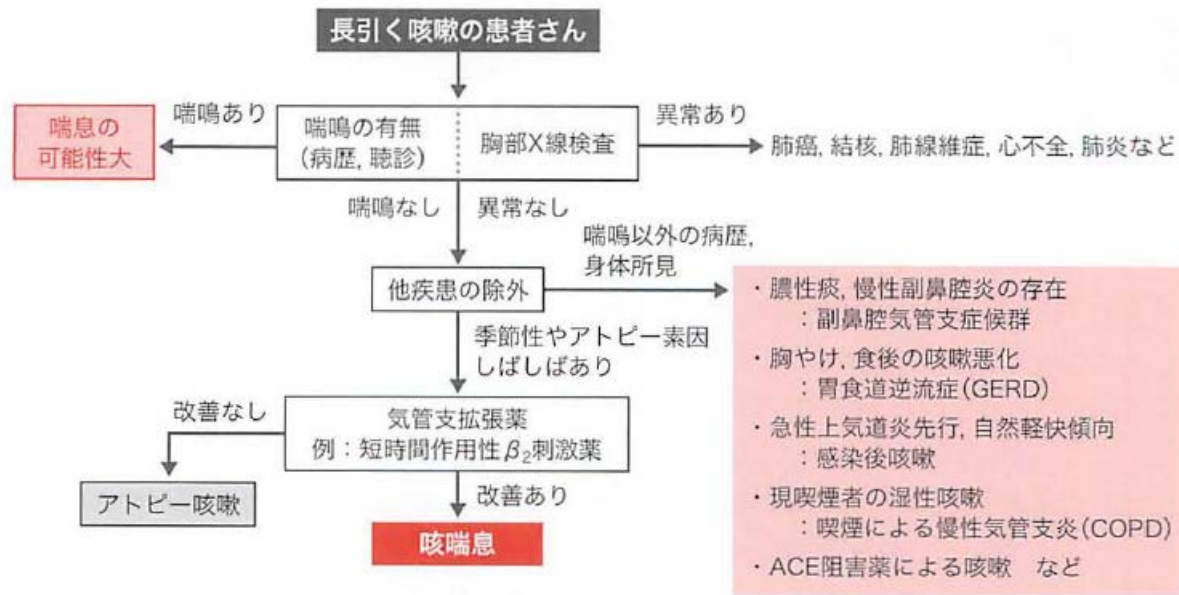 長引く咳嗽の患者さん
喘鳴あり
異常あり
喘息の
可能性大
喘鳴の有無
(病歴, 聴診)
胸部X線検査
肺癌, 結核, 肺線維症, 心不全, 肺炎など
喘鳴なし
異常なし
喘鳴以外の病歴,
身体所見
他疾患の除外
季節性やアトピー素因
しばしばあり
改善なし
気管支拡張薬
例：短時間作用性β₂刺激薬
アトピー咳嗽
改善あり
咳喘息
・膿性痰, 慢性副鼻腔炎の存在
：副鼻腔気管支症候群
・胸やけ, 食後の咳嗽悪化
：胃食道逆流症(GERD)
・急性上気道炎先行, 自然軽快傾向
：感染後咳嗽
・現喫煙者の湿性咳嗽
：喫煙による慢性気管支炎(COPD)
・ACE阻害薬による咳嗽　など